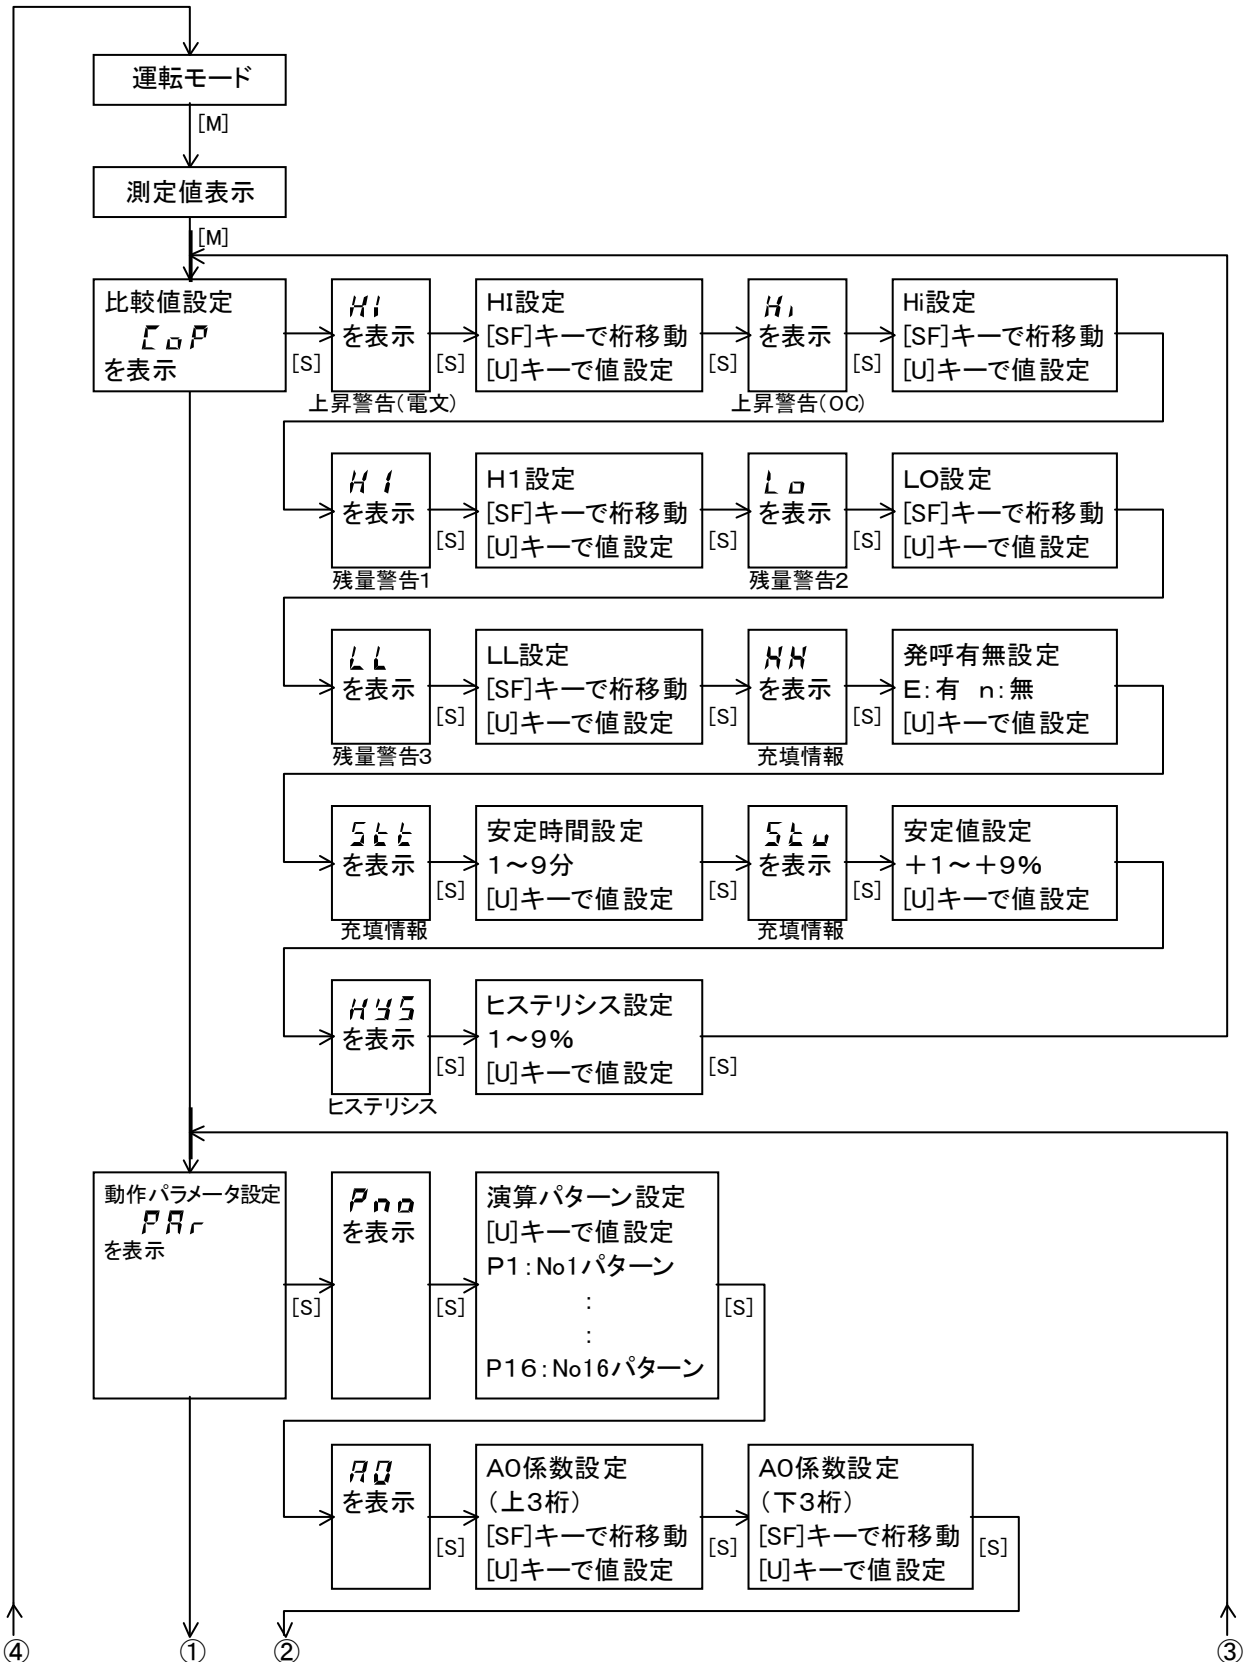 運転モード
[M]
測定値表示
[M]
比較値設定
CoP
を表示
[S]
HI
を表示
上昇警告(電文)
[S]
HI設定
[SF]キーで桁移動
[U]キーで値設定
[S]
Hi
を表示
上昇警告(OC)
[S]
Hi設定
[SF]キーで桁移動
[U]キーで値設定
H1
を表示
残量警告1
[S]
H1設定
[SF]キーで桁移動
[U]キーで値設定
[S]
Lo
を表示
残量警告2
[S]
LO設定
[SF]キーで桁移動
[U]キーで値設定
LL
を表示
残量警告3
[S]
LL設定
[SF]キーで桁移動
[U]キーで値設定
[S]
HH
を表示
充填情報
[S]
発呼有無設定
E:有 n:無
[U]キーで値設定
Stt
を表示
充填情報
[S]
安定時間設定
1~9分
[U]キーで値設定
[S]
Stu
を表示
充填情報
[S]
安定値設定
+1~+9%
[U]キーで値設定
HYS
を表示
ヒステリシス
[S]
ヒステリシス設定
1~9%
[U]キーで値設定
[S]
動作パラメータ設定
PAr
を表示
[S]
Pno
を表示
[S]
演算パターン設定
[U]キーで値設定
P1:No1パターン
:
:
P16:No16パターン
[S]
A0
を表示
[S]
A0係数設定
(上3桁)
[SF]キーで桁移動
[U]キーで値設定
[S]
A0係数設定
(下3桁)
[SF]キーで桁移動
[U]キーで値設定
[S]
④ ① ② ③